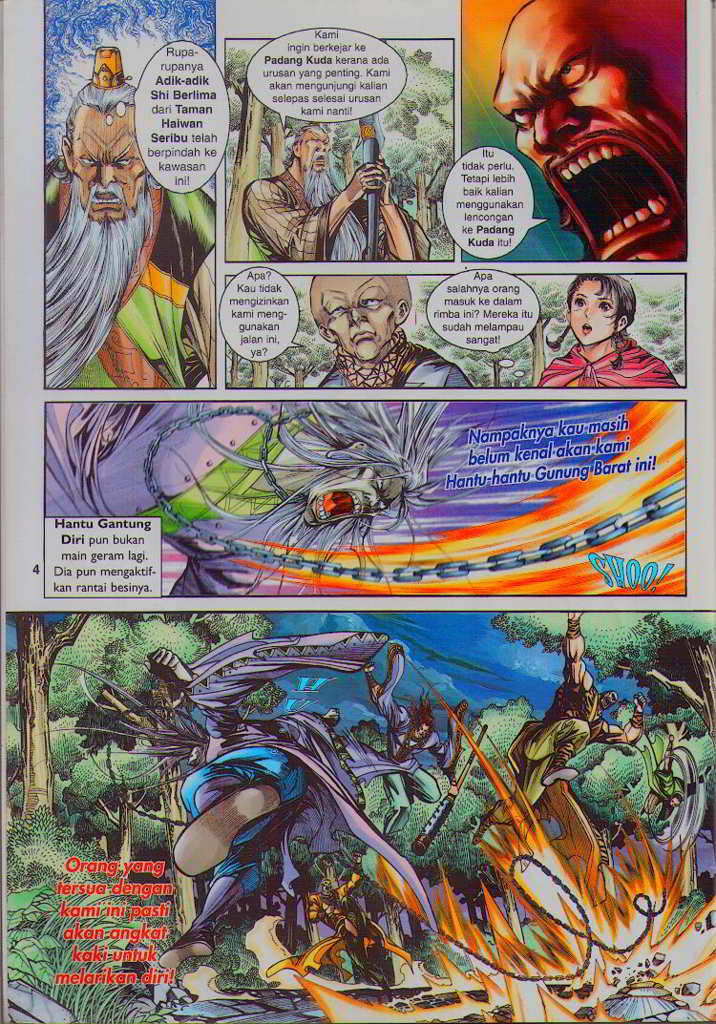 Rupa-
rupanya
Adik-adik
Shi Berlima
dari Taman
Haiwan
Seribu telah
berpindah ke
kawasan
ini!
Kami
ingin berkejar ke
Padang Kuda kerana ada
urusan yang penting. Kami
akan mengunjungi kalian
selepas selesai urusan
kami nanti!
Itu
tidak perlu.
Tetapi lebih
baik kalian
menggunakan
lencongan
ke Padang
Kuda itu!
Apa?
Kau tidak
mengizinkan
kami meng-
gunakan
jalan ini,
ya?
Apa
salahnya orang
masuk ke dalam
rimba ini? Mereka itu
sudah melampau
sangat!
Nampaknya kau masih
belum kenal akan kami
Hantu-hantu Gunung Barat ini!
Hantu Gantung
Diri pun bukan
main geram lagi.
Dia pun mengaktif-
kan rantai besinya.
SHOO!
4
H
U
Orang yang
tersua dengan
kami ini pasti
akan angkat
kaki untuk
melarikan diri!